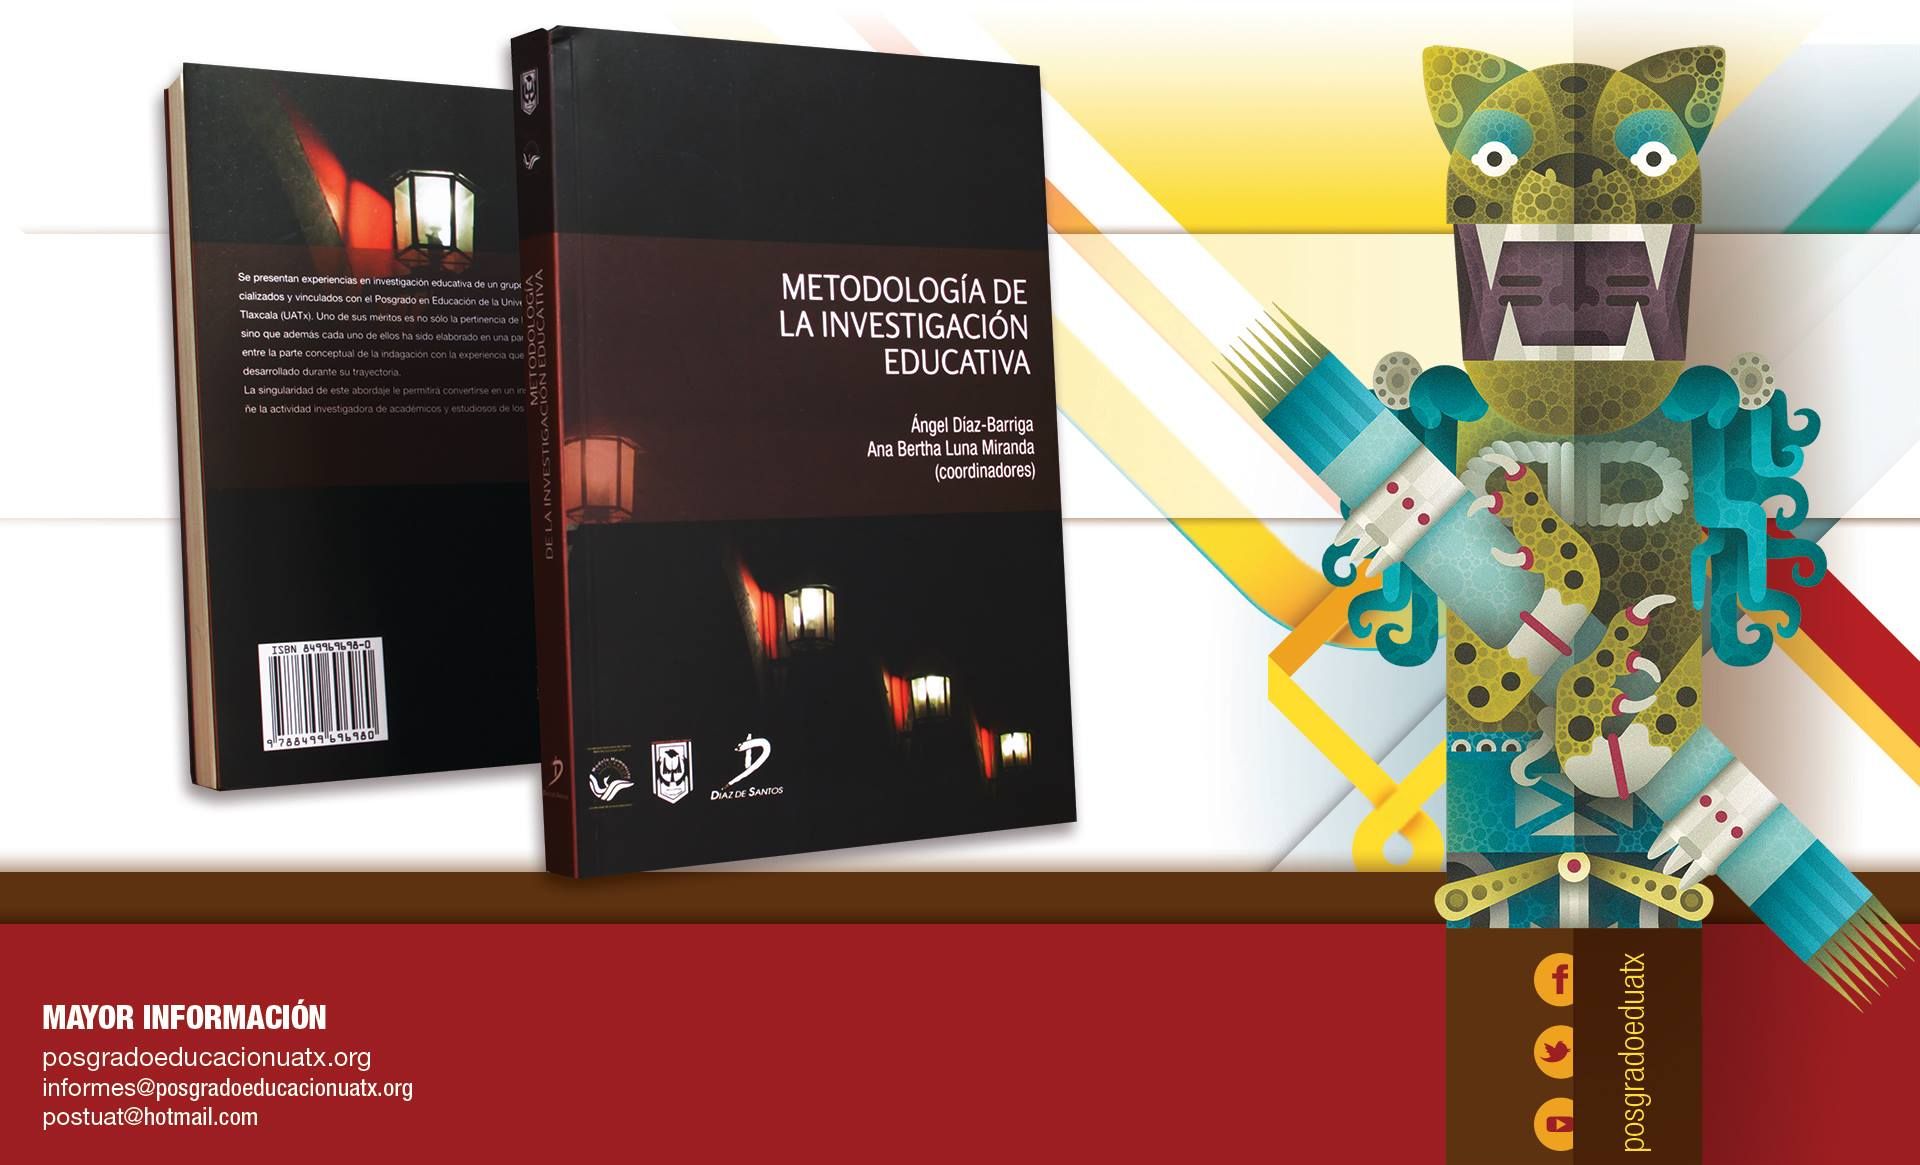 Se presentan experiencias en investigación educativa de un grupo
cializados y vinculados con el Posgrado en Educación de la Unive
Tlaxcala (UATx). Uno de sus méritos es no sólo la pertinencia de
sino que además cada uno de ellos ha sido elaborado en una par
entre la parte conceptual de la indagación con la experiencia que
desarrollado durante su trayectoria.
La singularidad de este abordaje le permitirá convertirse en un in
ñe la actividad investigadora de académicos y estudiosos de los
ISBN 849969698-0
9 788499 696980
METODOLOGÍA
DE LA INVESTIGACIÓN EDUCATIVA
DÍAZ DE SANTOS
METODOLOGÍA DE
LA INVESTIGACIÓN
EDUCATIVA
Ángel Díaz-Barriga
Ana Bertha Luna Miranda
(coordinadores)
DÍAZ DE SANTOS
MAYOR INFORMACIÓN
posgradoeducacionuatx.org
informes@posgradoeducacionuatx.org
postuat@hotmail.com
posgradoeduatx